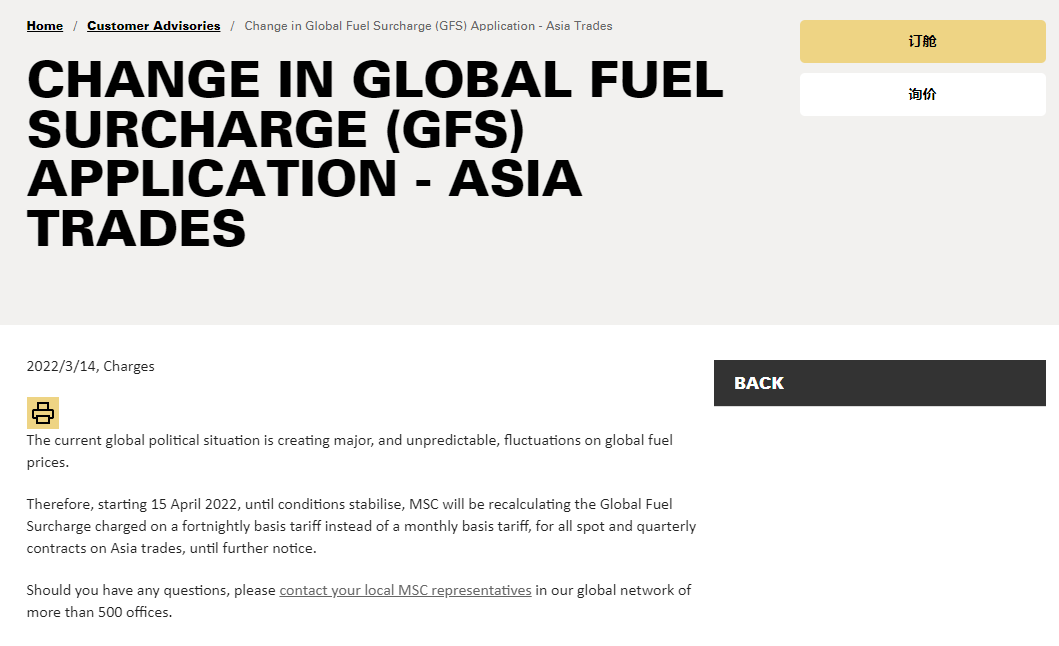 Home / Customer Advisories / Change in Global Fuel Surcharge (GFS) Application - Asia Trades
订舱
询价
CHANGE IN GLOBAL FUEL
SURCHARGE (GFS)
APPLICATION - ASIA
TRADES
2022/3/14, Charges
BACK
The current global political situation is creating major, and unpredictable, fluctuations on global fuel
prices.
Therefore, starting 15 April 2022, until conditions stabilise, MSC will be recalculating the Global Fuel
Surcharge charged on a fortnightly basis tariff instead of a monthly basis tariff, for all spot and quarterly
contracts on Asia trades, until further notice.
Should you have any questions, please contact your local MSC representatives in our global network of
more than 500 offices.